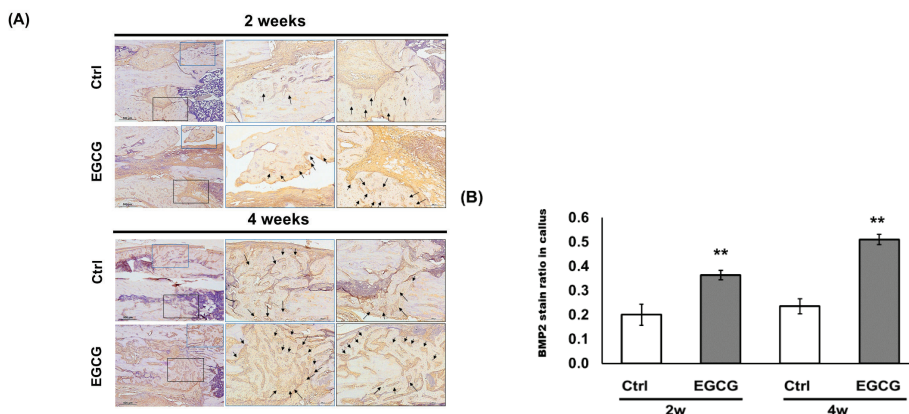 (A)
2 weeks
Ctrl
EGCG
4 weeks
Ctrl
EGCG
(B)
BMP2 stain ratio in callus
0.6
0.5
0.4
0.3
0.2
0.1
0.0
**
**
Ctrl EGCG Ctrl EGCG
2w 4w